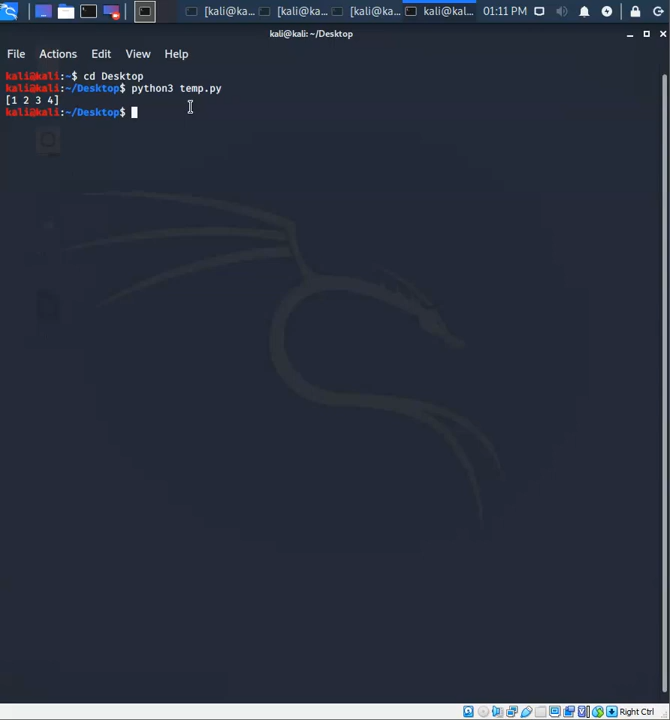 [kali@ka... [kali@ka... [kali@ka... kali@kal... 01:11 PM
kali@kali: ~/Desktop
File Actions Edit View Help
kali@kali:~$ cd Desktop
kali@kali:~/Desktop$ python3 temp.py
[1 2 3 4]
kali@kali:~/Desktop$
Right Ctrl